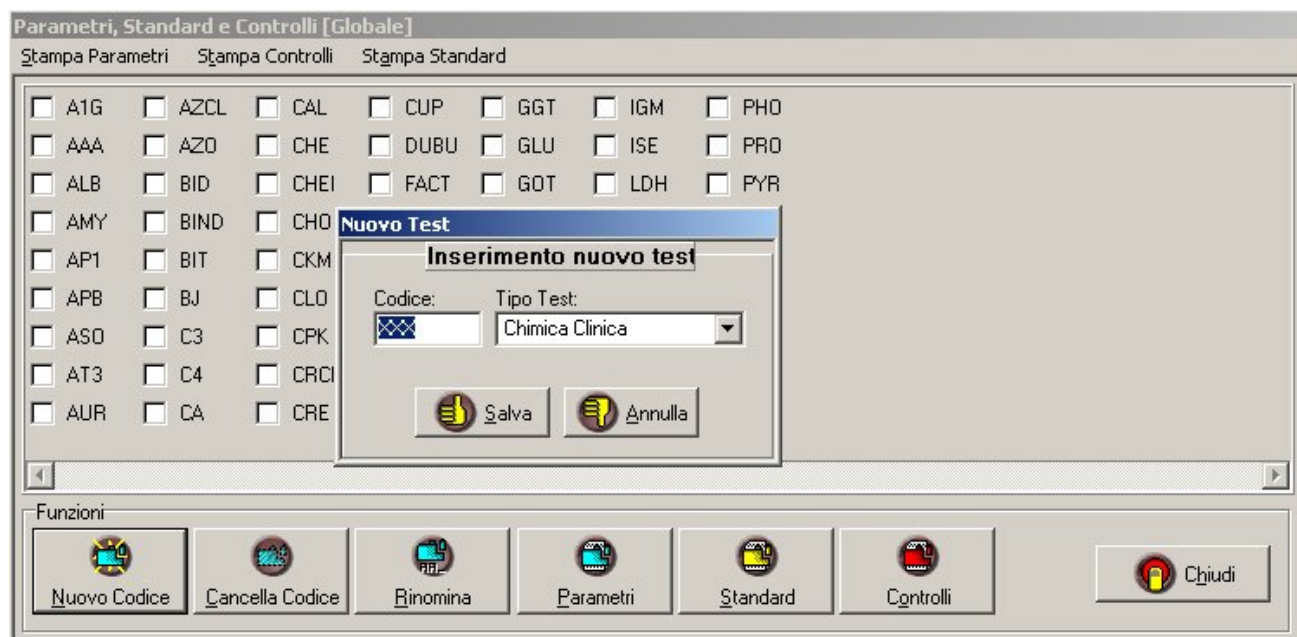 Parametri, Standard e Controlli [Globale]
Stampa Parametri Stampa Controlli Stampa Standard
A1G AZCL CAL CUP GGT IGM PHO
AAA AZO CHE DUBU GLU ISE PRO
ALB BID CHEI FACT GOT LDH PYR
AMY BIND CHO
AP1 BIT CKM
APB BJ CLO
ASO C3 CPK
AT3 C4 CRCI
AUR CA CRE
Nuovo Test
Inserimento nuovo test
Codice: Tipo Test:
XXX Chimica Clinica
Salva Annulla
Funzioni
Nuovo Codice Cancella Codice Rinomina Parametri Standard Controlli Chiudi